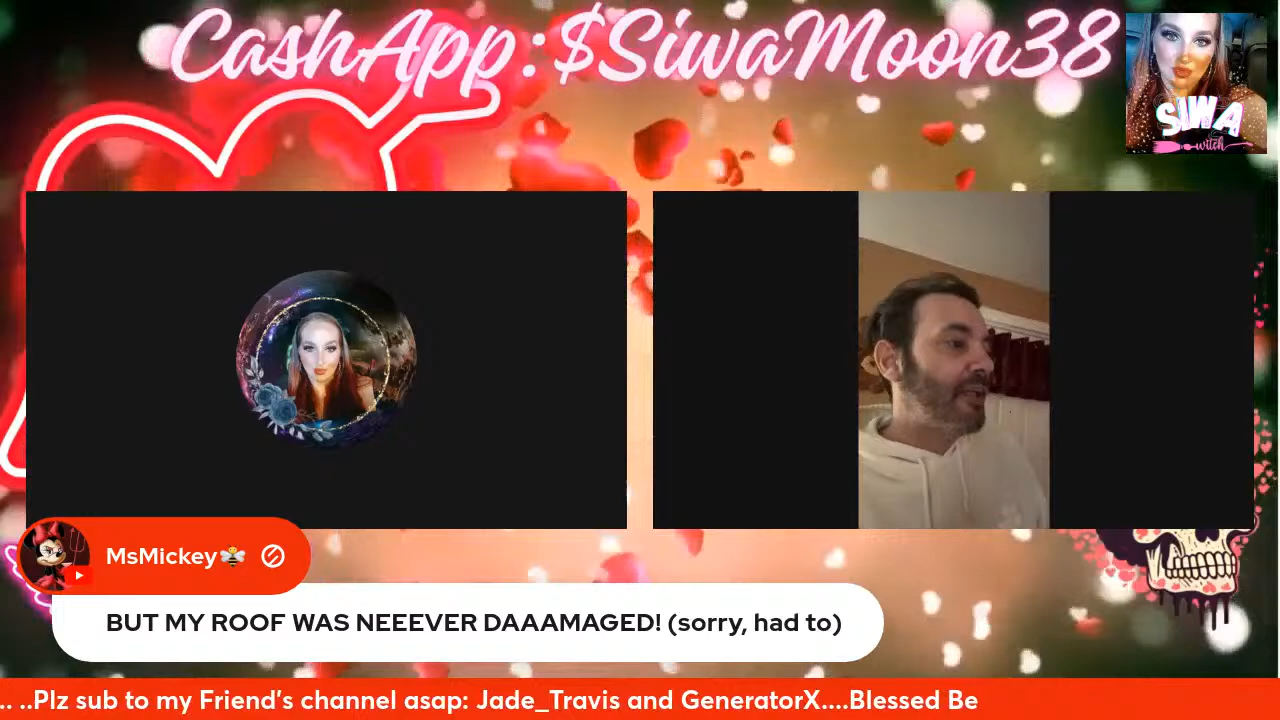 CashApp:$SiwaMoon38
SIWA
witch
MsMickey🐝
BUT MY ROOF WAS NEEEVER DAAAMAGED! (sorry, had to)
.. ..Plz sub to my Friend's channel asap: Jade_Travis and GeneratorX....Blessed Be